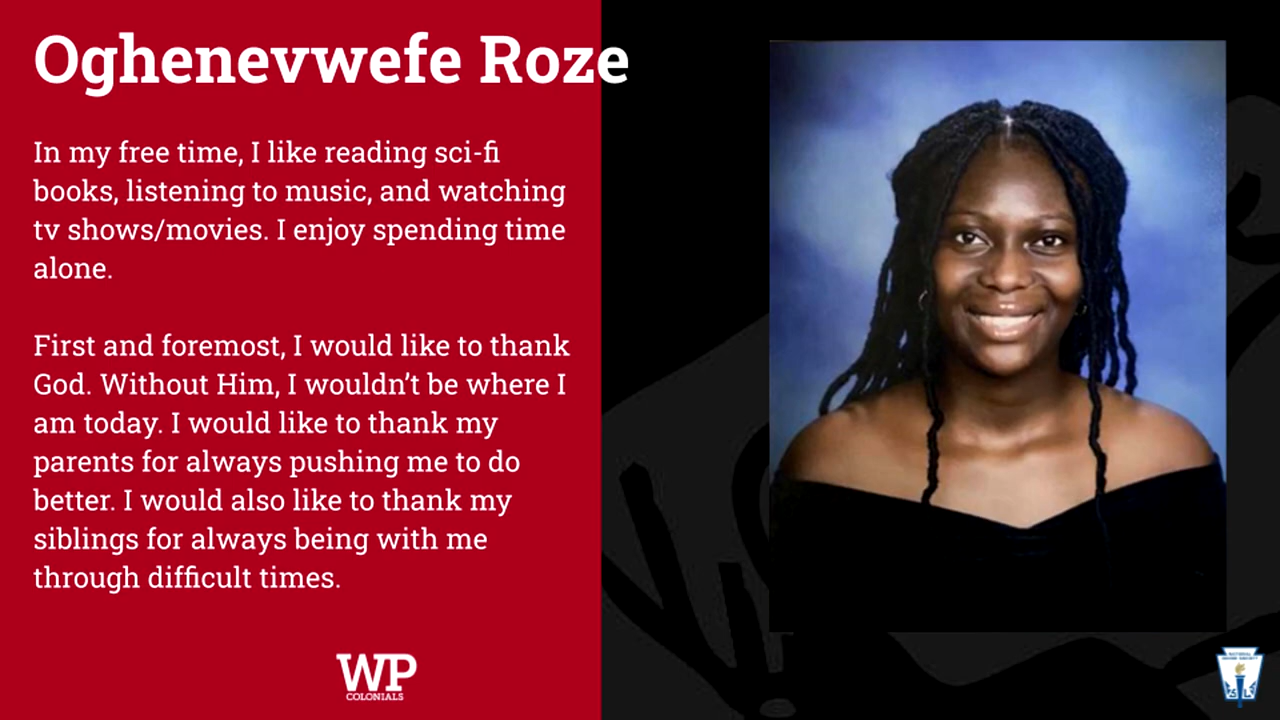 Oghenevwefe Roze
In my free time, I like reading sci-fi
books, listening to music, and watching
tv shows/movies. I enjoy spending time
alone.
First and foremost, I would like to thank
God. Without Him, I wouldn’t be where I
am today. I would like to thank my
parents for always pushing me to do
better. I would also like to thank my
siblings for always being with me
through difficult times.
WP
COLONIALS
NATIONAL
HONOR SOCIETY